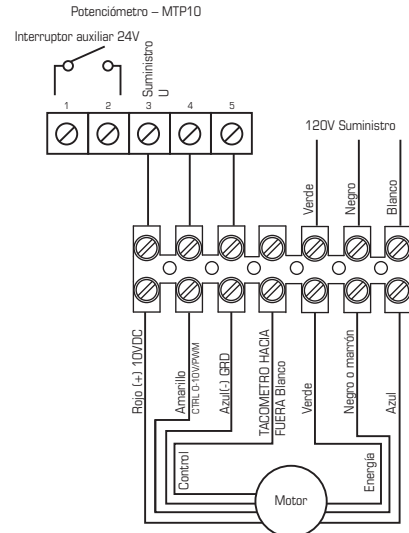 Potenciómetro – MTP10
Interruptor auxiliar 24V
Suministro
U
1
2
3
4
5
120V Suministro
Verde
Negro
Blanco
Rojo (+) 10VDC
Amarillo
CTRL 0-10V/PWM
Azul(-) GRD
TACOMETRO HACIA
FUERA Blanco
Verde
Negro o marrón
Azul
Control
Energía
Motor